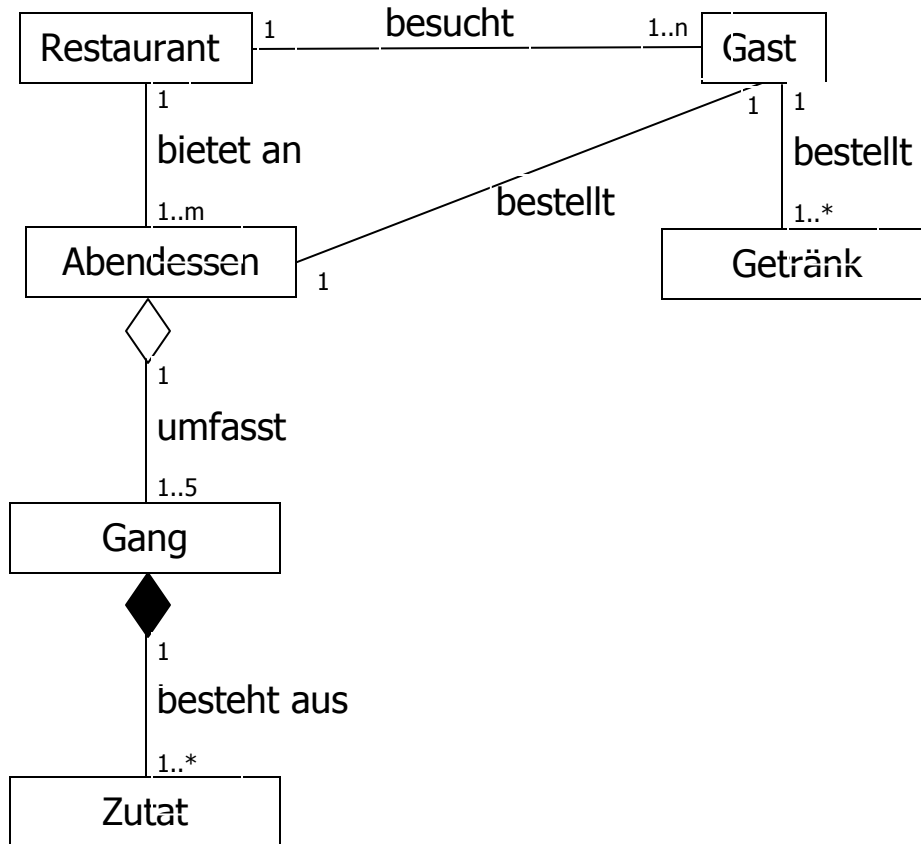 Restaurant
1
besucht
1..n
Gast
1
1
1
bietet an
bestellt
bestellt
1..m
1..*
Abendessen
Getränk
1
1
umfasst
1..5
Gang
1
besteht aus
1..*
Zutat